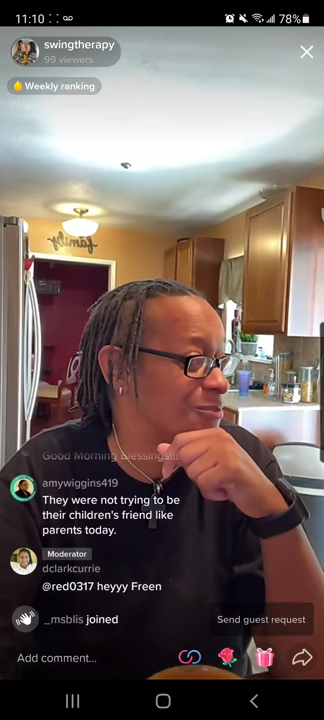 11:10
78%
swingtherapy
99 viewers
Weekly ranking
family
Good Morning Blessings!!!
amywiggins419
They were not trying to be
their children's friend like
parents today.
Moderator
dclarkcurrie
@red0317 heyyy Freen
_msblis joined
Send guest request
Add comment...